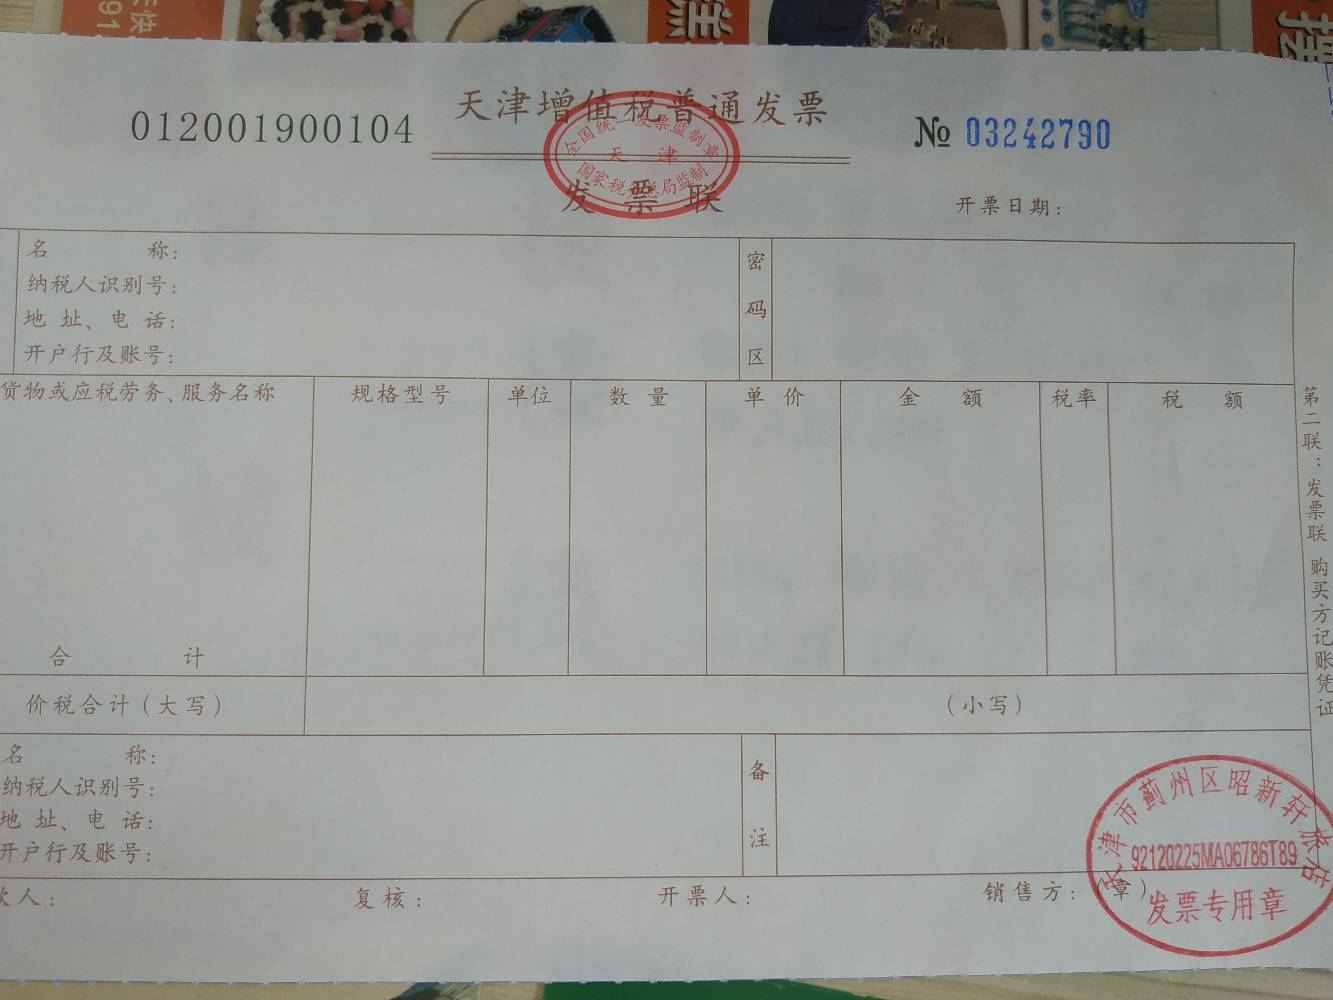 天津增值税普通发票
012001900104
№ 03242790
全国统一发票监制章
天 津
国家税务总局监制
发票联
开票日期:
名 称:
纳税人识别号:
地 址、电 话:
开户行及账号:
密码区
货物或应税劳务、服务名称 规格型号 单位 数 量 单 价 金 额 税率 税 额
合 计
价税合计(大写) (小写)
名 称:
纳税人识别号:
地 址、电 话:
开户行及账号:
备注
款人: 复核: 开票人: 销售方:(章)
天津市蓟州区昭新轩旅店
92120225MA06786T89
发票专用章
第二联:发票联 购买方记账凭证